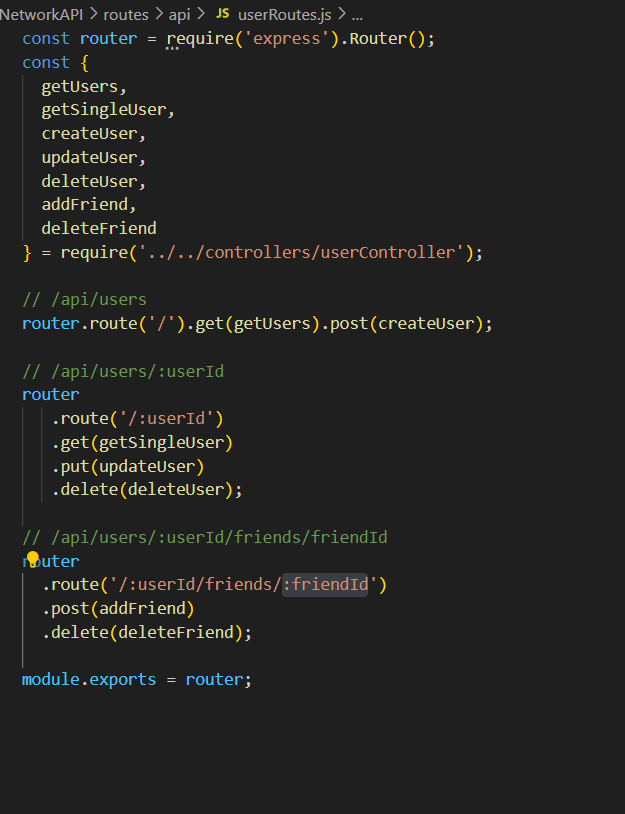 NetworkAPI > routes > api > JS userRoutes.js > ...
const router = require('express').Router();
const {
  getUsers,
  getSingleUser,
  createUser,
  updateUser,
  deleteUser,
  addFriend,
  deleteFriend
} = require('../../controllers/userController');

// /api/users
router.route('/').get(getUsers).post(createUser);

// /api/users/:userId
router
   .route('/:userId')
   .get(getSingleUser)
   .put(updateUser)
   .delete(deleteUser);

// /api/users/:userId/friends/friendId
router
  .route('/:userId/friends/:friendId')
  .post(addFriend)
  .delete(deleteFriend);

module.exports = router;